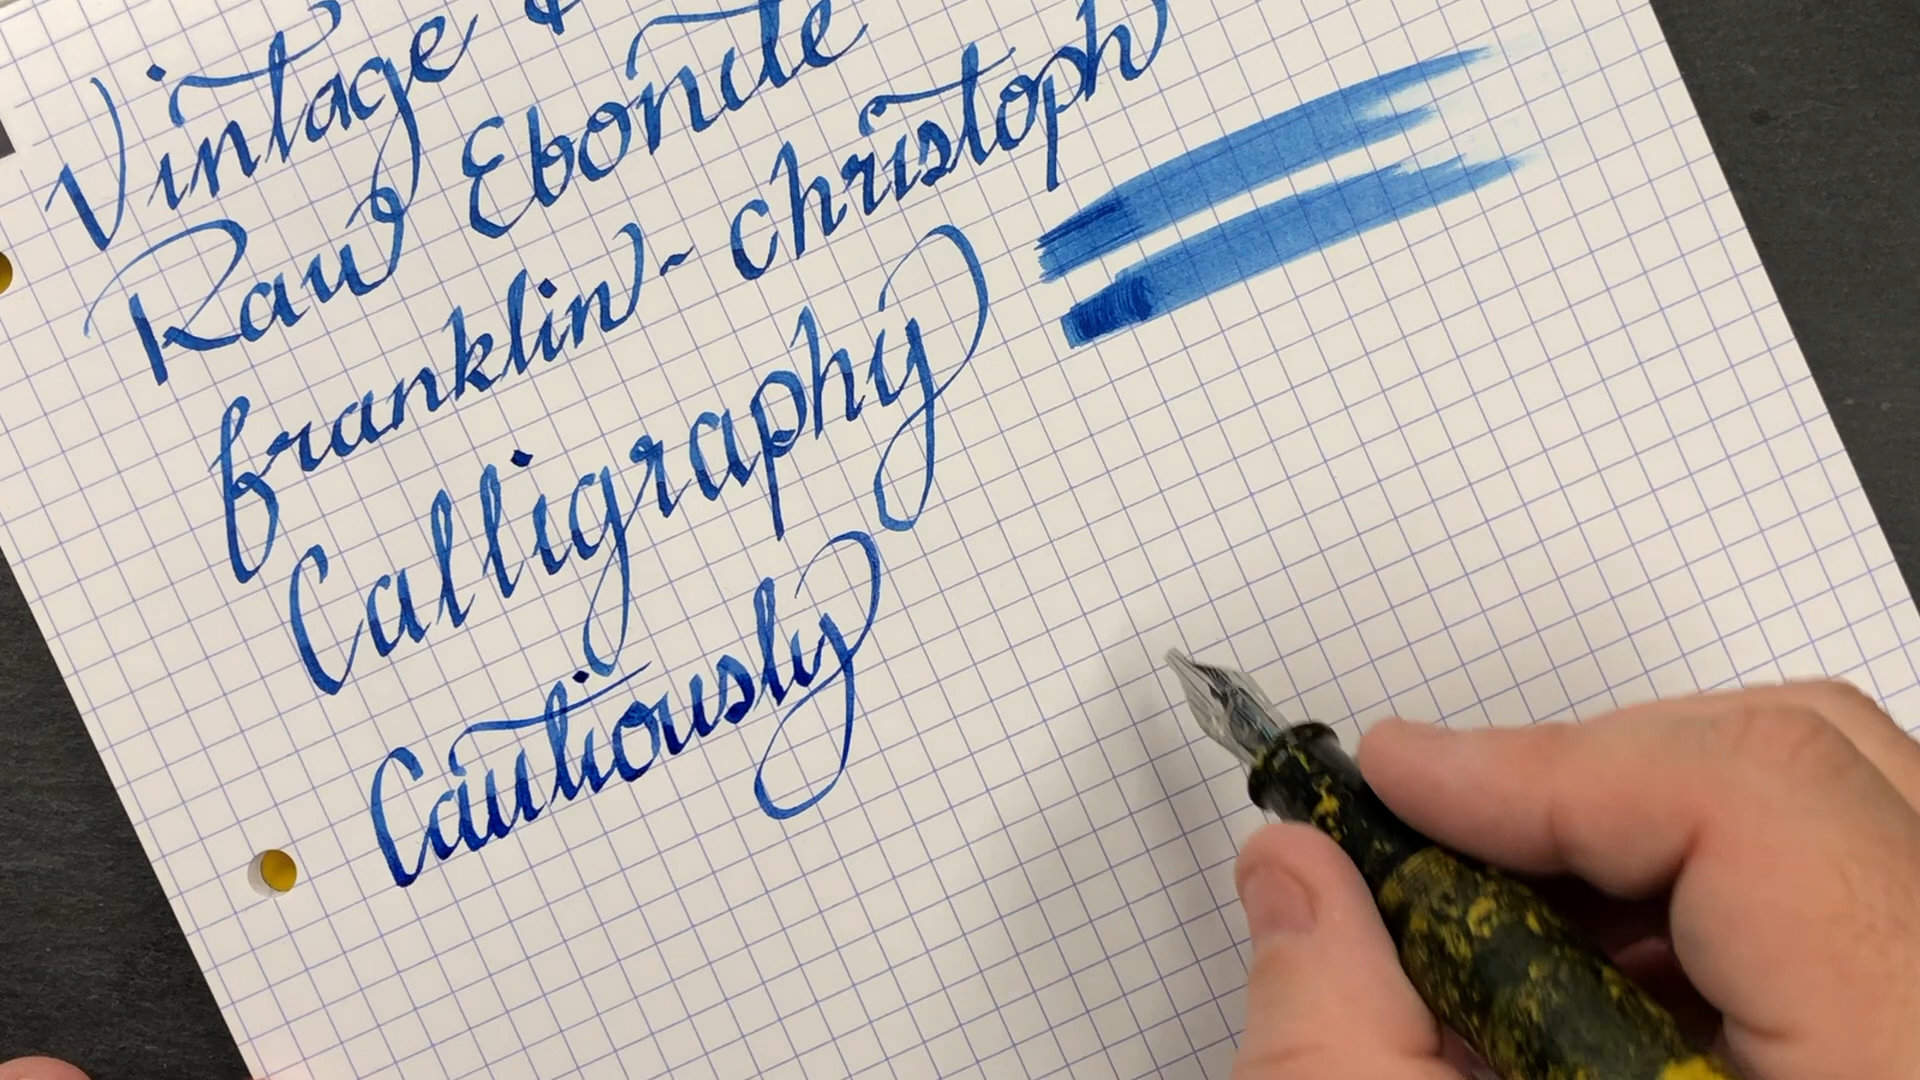 Vintage &
Raw Ebonite
franklin-christoph
Calligraphy
Cautiously